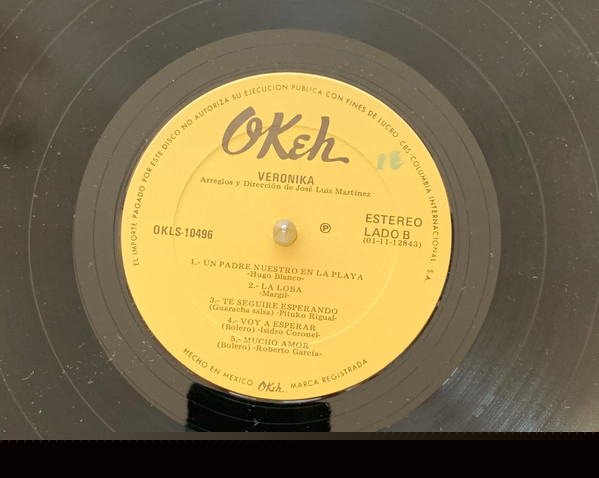 EL IMPORTE PAGADO POR ESTE DISCO NO AUTORIZA SU EJECUCION PUBLICA CON FINES DE LUCRO CBS/COLUMBIA INTERNACIONAL, S.A.
OKeh
18
VERONIKA
Arreglos y Dirección de José Luis Martínez
OKLS-10496
℗
ESTEREO
LADO B
(01-11-12843)
1.- UN PADRE NUESTRO EN LA PLAYA
-Hugo Blanco-
2.- LA LOBA
-Margil-
3.- TE SEGUIRE ESPERANDO
(Guaracha salsa) -Pituko Rigual-
4.- VOY A ESPERAR
(Bolero) -Isidro Coronel-
5.- MUCHO AMOR
(Bolero) -Roberto García-
HECHO EN MEXICO OKeh. MARCA REGISTRADA